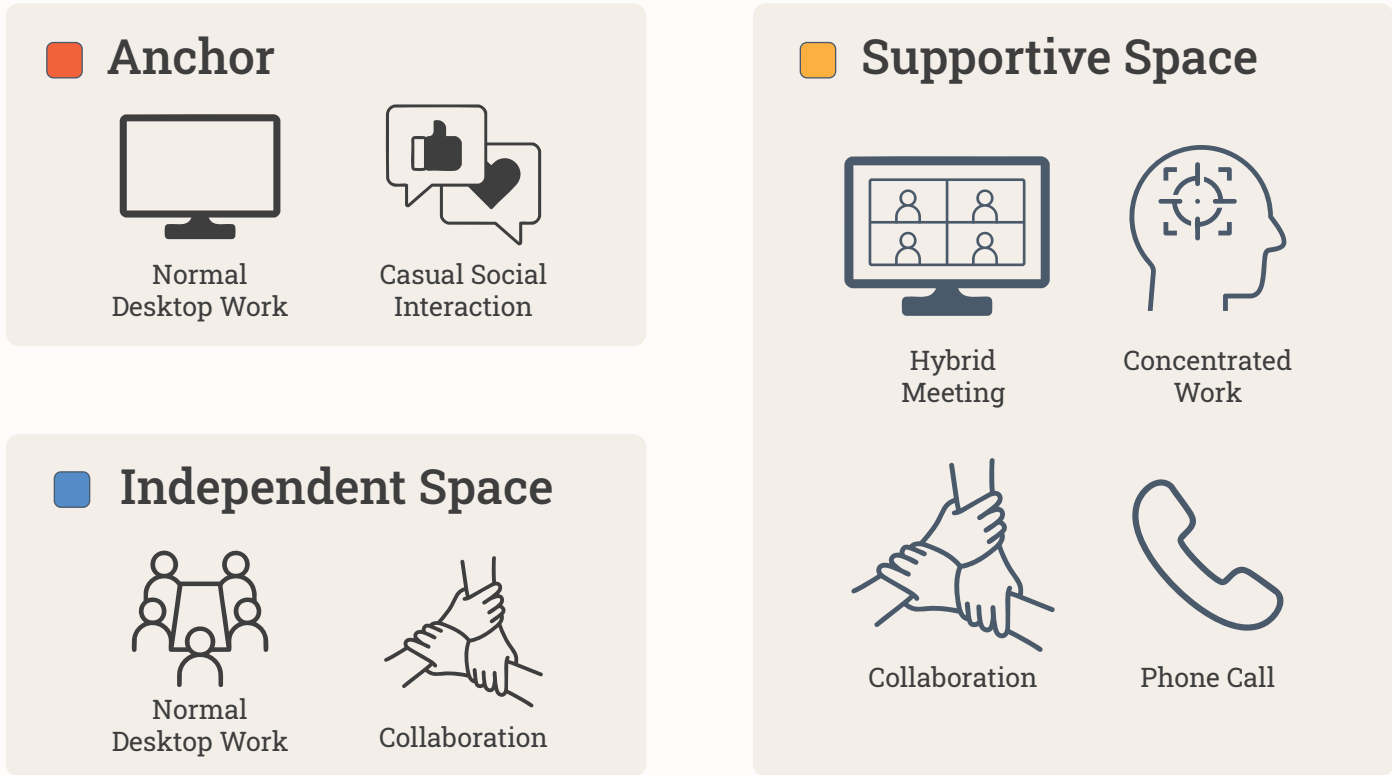 Anchor
Normal
Desktop Work
Casual Social
Interaction
Independent Space
Normal
Desktop Work
Collaboration
Supportive Space
Hybrid
Meeting
Concentrated
Work
Collaboration
Phone Call